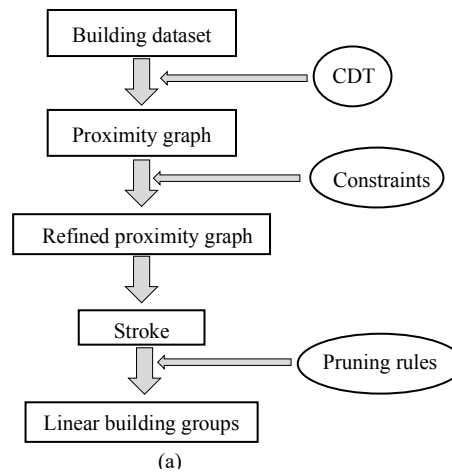 Building dataset
CDT
Proximity graph
Constraints
Refined proximity graph
Stroke
Pruning rules
Linear building groups
(a)